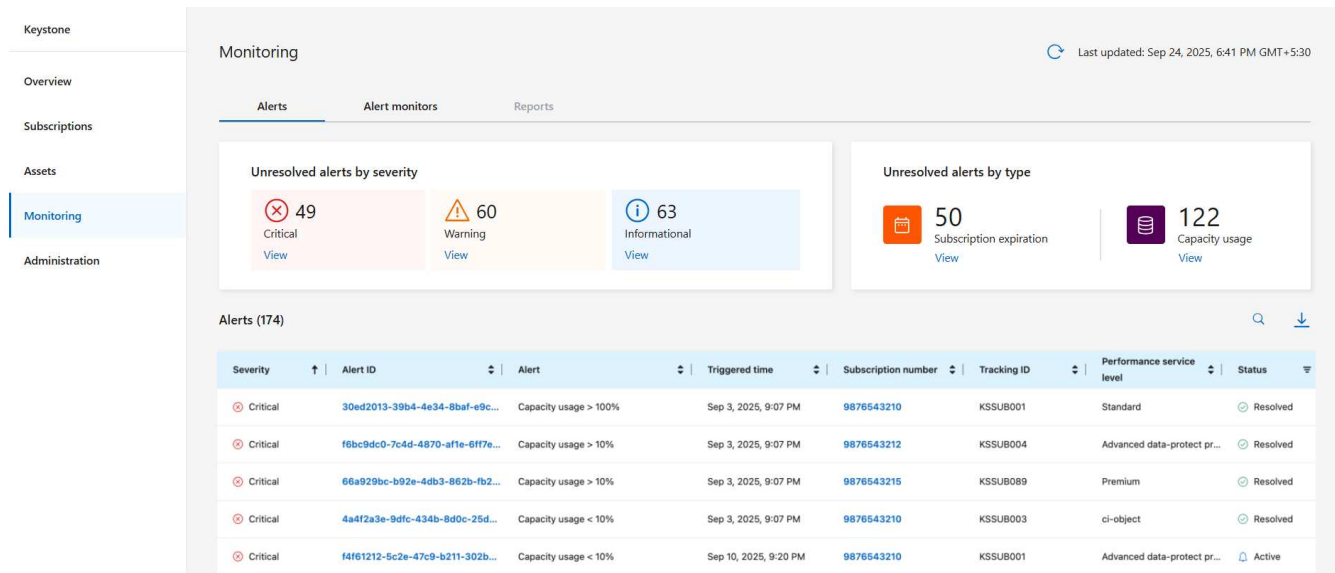 Keystone
Overview
Subscriptions
Assets
Monitoring
Administration
Monitoring
Last updated: Sep 24, 2025, 6:41 PM GMT+5:30
Alerts Alert monitors Reports
Unresolved alerts by severity
49
Critical
View
60
Warning
View
63
Informational
View
Unresolved alerts by type
50
Subscription expiration
View
122
Capacity usage
View
Alerts (174)
Severity Alert ID Alert Triggered time Subscription number Tracking ID Performance service level Status
Critical 30ed2013-39b4-4e34-8baf-e9c... Capacity usage > 100% Sep 3, 2025, 9:07 PM 9876543210 KSSUB001 Standard Resolved
Critical f6bc9dc0-7c4d-4870-af1e-6ff7e... Capacity usage > 10% Sep 3, 2025, 9:07 PM 9876543212 KSSUB004 Advanced data-protect pr... Resolved
Critical 66a929bc-b92e-4db3-862b-fb2... Capacity usage > 10% Sep 3, 2025, 9:07 PM 9876543215 KSSUB089 Premium Resolved
Critical 4a4f2a3e-9dfc-434b-8d0c-25d... Capacity usage < 10% Sep 3, 2025, 9:07 PM 9876543210 KSSUB003 ci-object Resolved
Critical f4f61212-5c2e-47c9-b211-302b... Capacity usage < 10% Sep 10, 2025, 9:20 PM 9876543210 KSSUB001 Advanced data-protect pr... Active